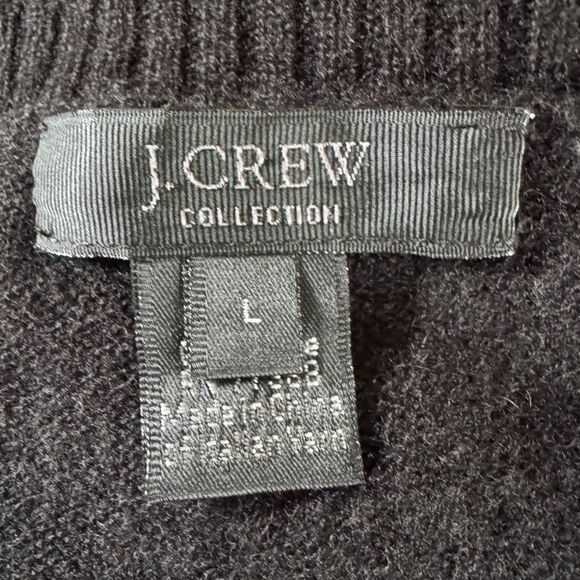 J.CREW
COLLECTION
L
Made in China
of Italian Yarn